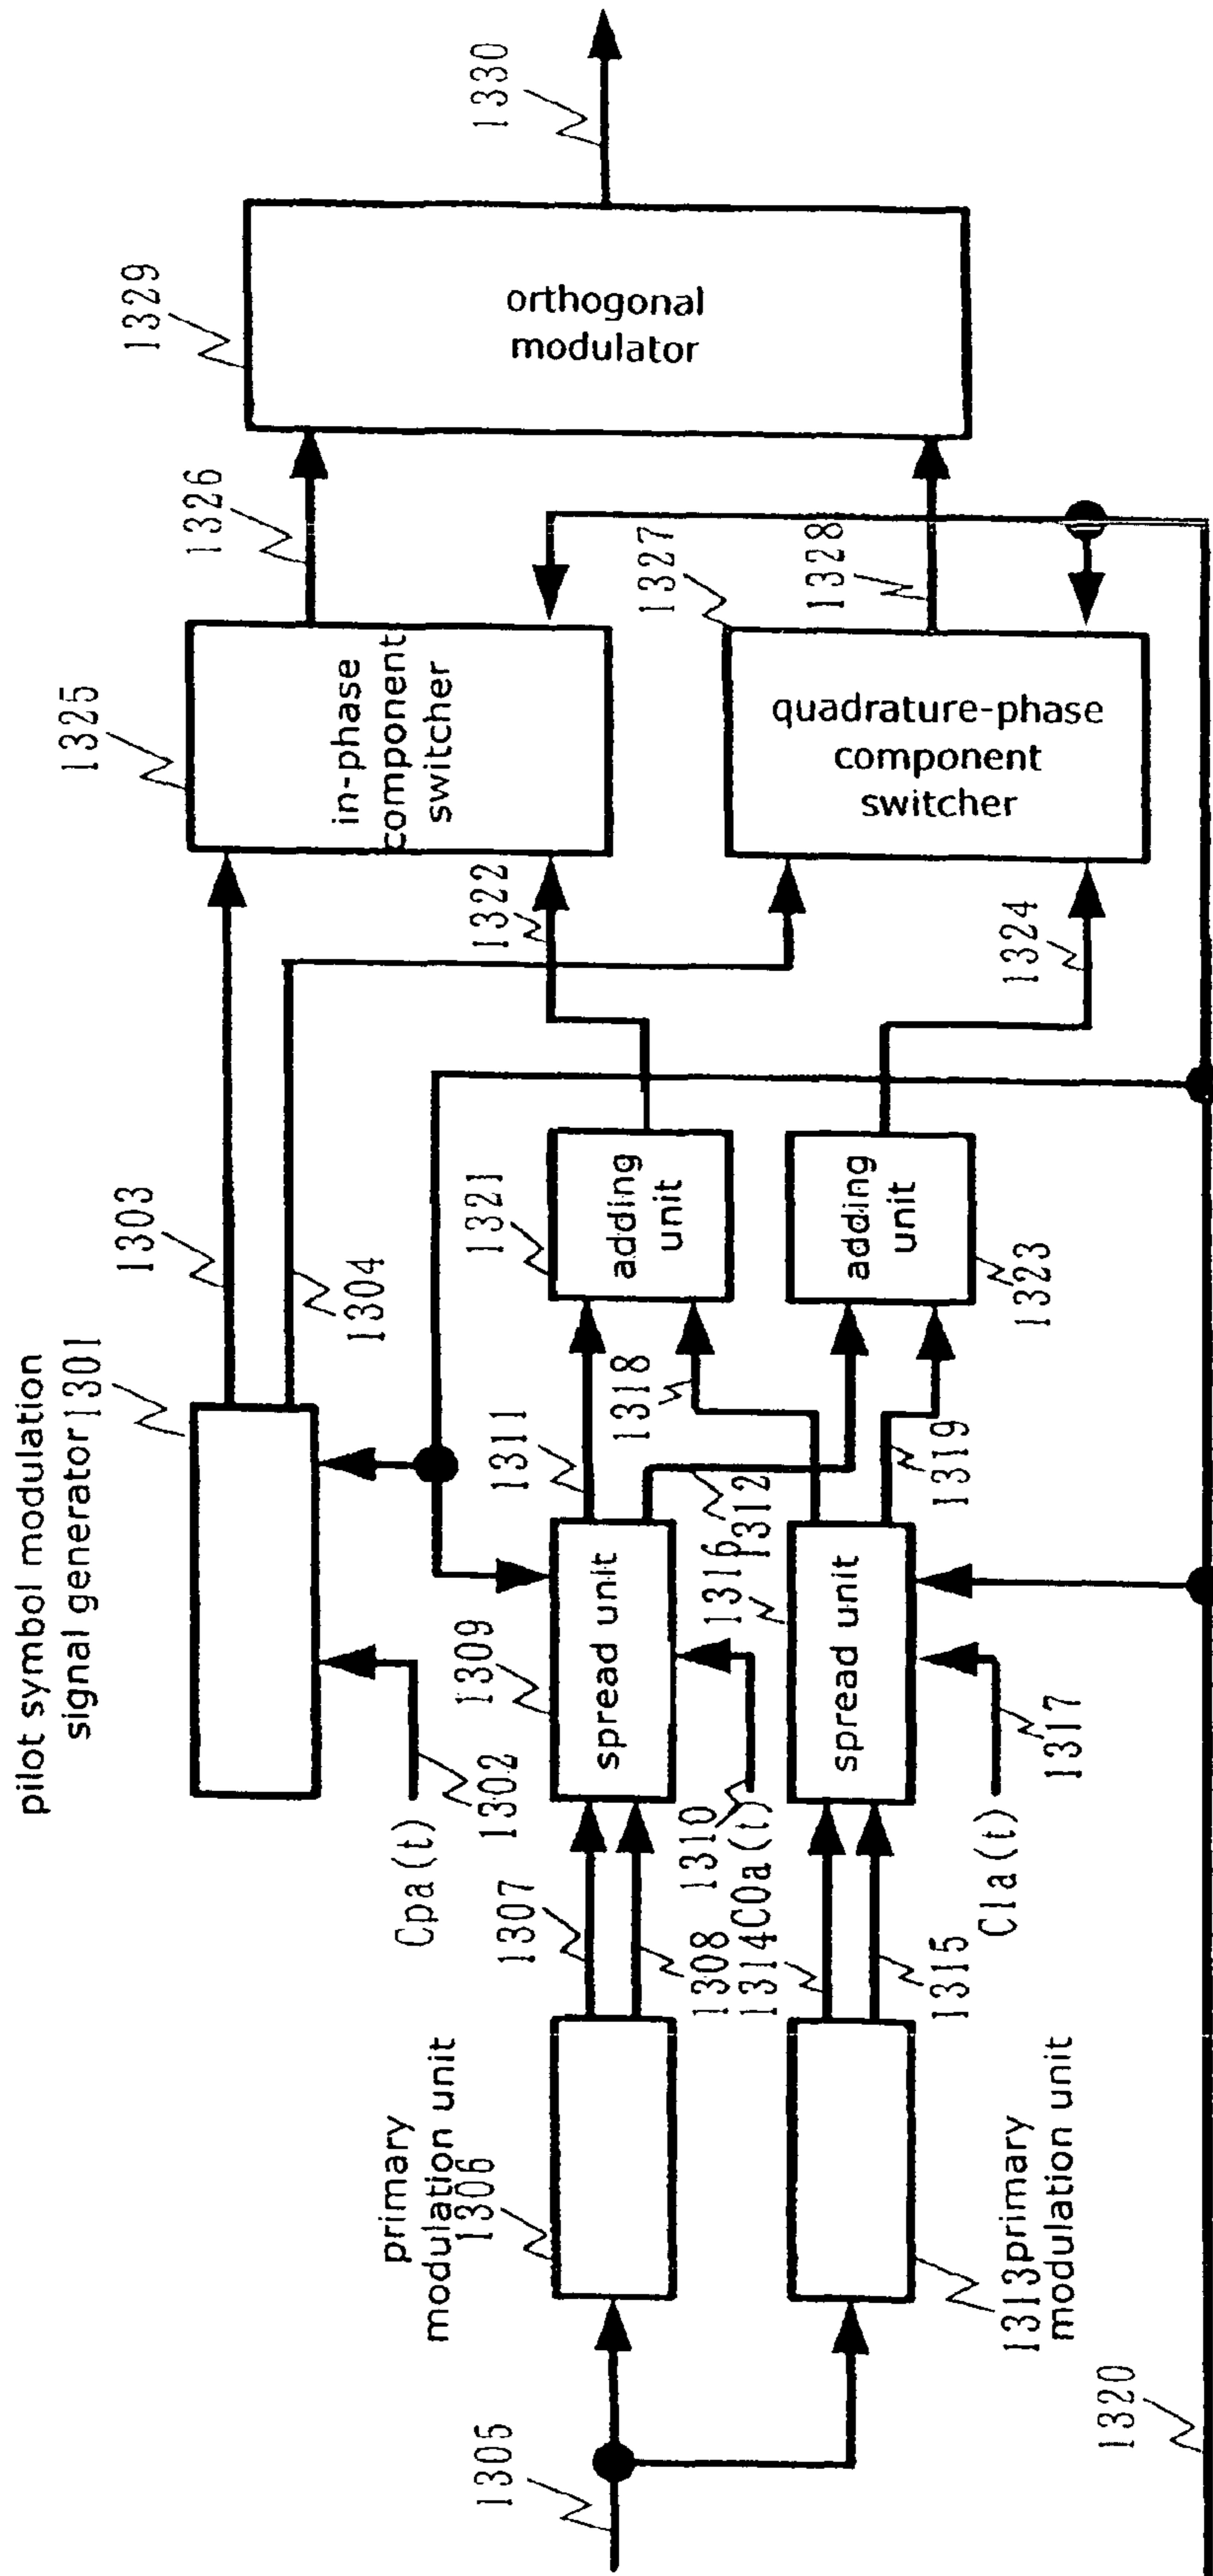 pilot symbol modulation
signal generator 1301
1303
1304
1325
in-phase
component
switcher
1326
1329
orthogonal
modulator
1330
Cpa(t)
1302
primary
modulation unit
1306
1307
1308
1309
spread unit
1310
C0a(t)
1311
1312
1318
1321
adding
unit
1322
1327
quadrature-phase
component
switcher
1328
1305
1313 primary
modulation unit
1314
1315
1316
spread unit
1317
C1a(t)
1319
adding
unit
1323
1324
1320